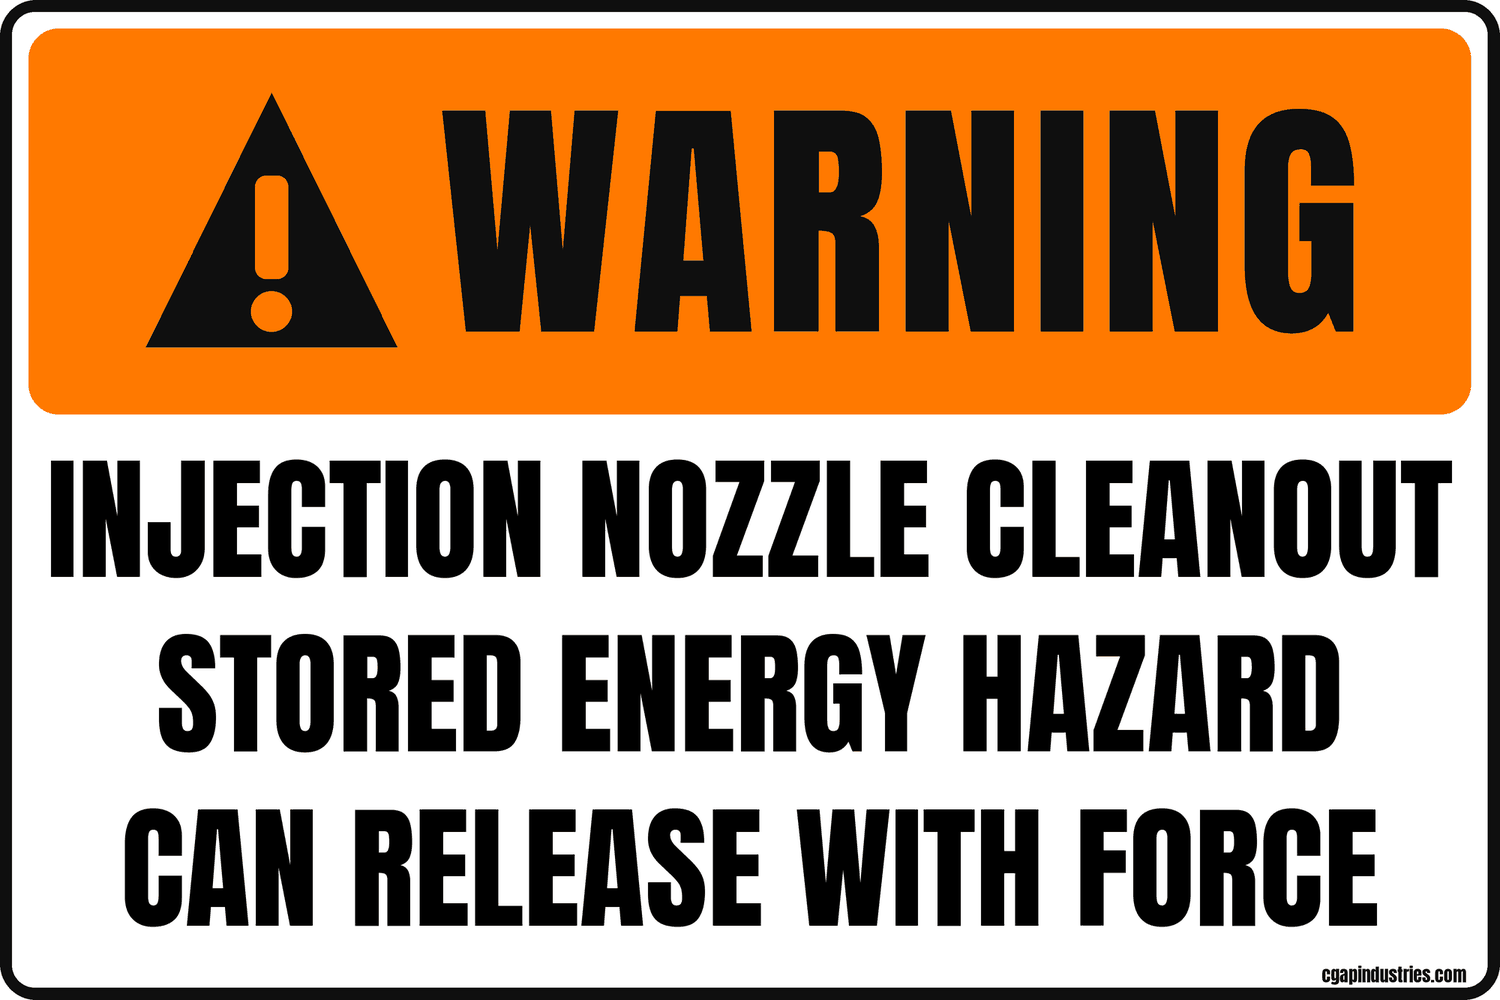 WARNING
INJECTION NOZZLE CLEANOUT
STORED ENERGY HAZARD
CAN RELEASE WITH FORCE
cgapindustries.com